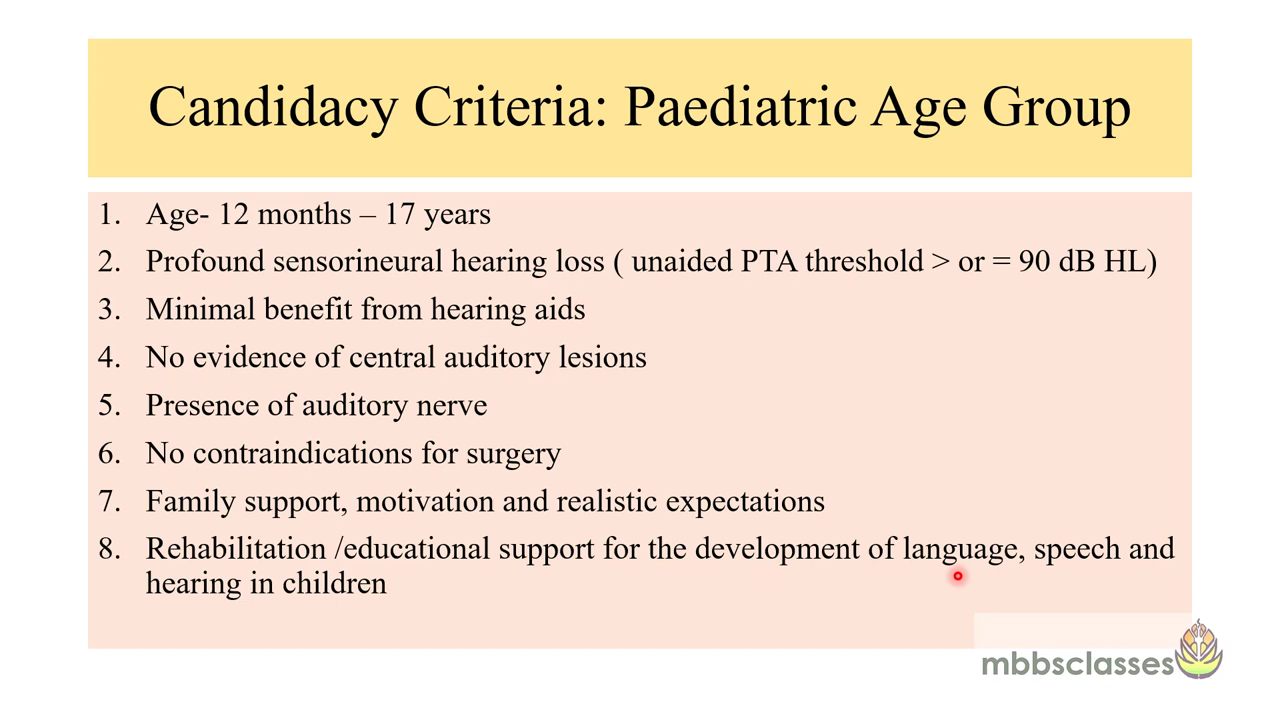 Candidacy Criteria: Paediatric Age Group
1. Age- 12 months – 17 years
2. Profound sensorineural hearing loss ( unaided PTA threshold > or = 90 dB HL)
3. Minimal benefit from hearing aids
4. No evidence of central auditory lesions
5. Presence of auditory nerve
6. No contraindications for surgery
7. Family support, motivation and realistic expectations
8. Rehabilitation /educational support for the development of language, speech and
hearing in children
mbbsclasses